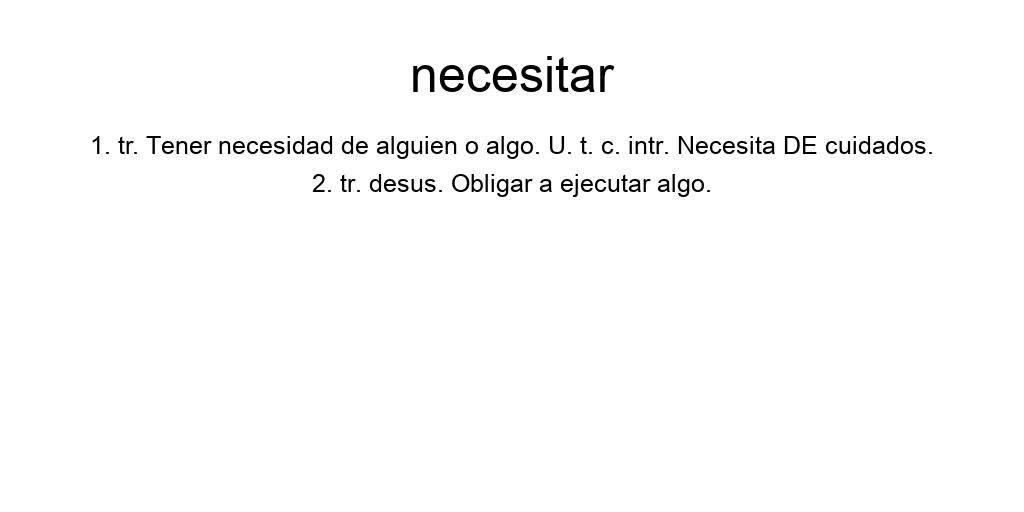 necesitar
1. tr. Tener necesidad de alguien o algo. U. t. c. intr. Necesita DE cuidados.
2. tr. desus. Obligar a ejecutar algo.